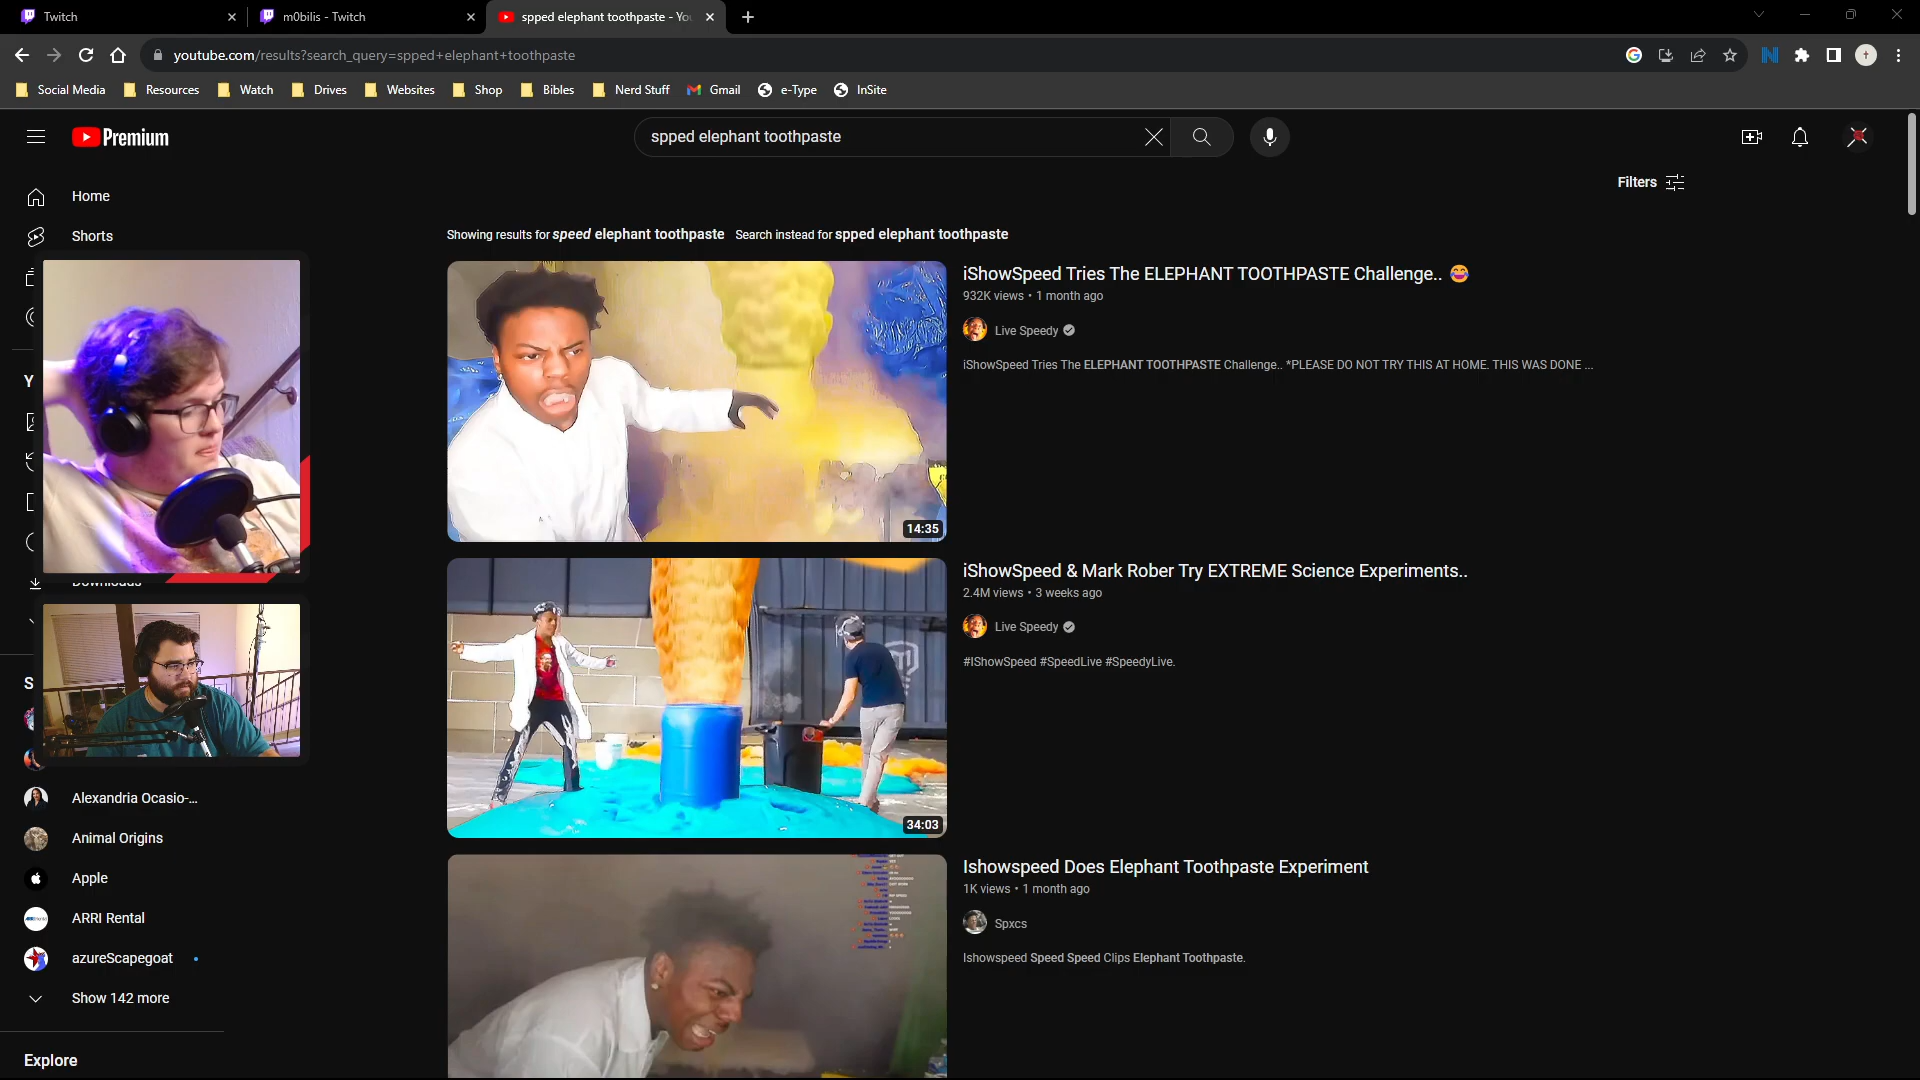 Twitch
m0bilis - Twitch
spped elephant toothpaste - You
youtube.com/results?search_query=spped+elephant+toothpaste
Social Media
Resources
Watch
Drives
Websites
Shop
Bibles
Nerd Stuff
Gmail
e-Type
InSite
Premium
spped elephant toothpaste
Filters
Home
Shorts
Showing results for speed elephant toothpaste Search instead for spped elephant toothpaste
iShowSpeed Tries The ELEPHANT TOOTHPASTE Challenge.. 😂
932K views • 1 month ago
Live Speedy
iShowSpeed Tries The ELEPHANT TOOTHPASTE Challenge.. *PLEASE DO NOT TRY THIS AT HOME. THIS WAS DONE ...
14:35
Y
Downloads
iShowSpeed & Mark Rober Try EXTREME Science Experiments..
2.4M views • 3 weeks ago
Live Speedy
#IShowSpeed #SpeedLive #SpeedyLive.
34:03
S
Alexandria Ocasio-...
Animal Origins
Apple
ARRI Rental
azureScapegoat
Show 142 more
Explore
Ishowspeed Does Elephant Toothpaste Experiment
1K views • 1 month ago
Spxcs
Ishowspeed Speed Speed Clips Elephant Toothpaste.